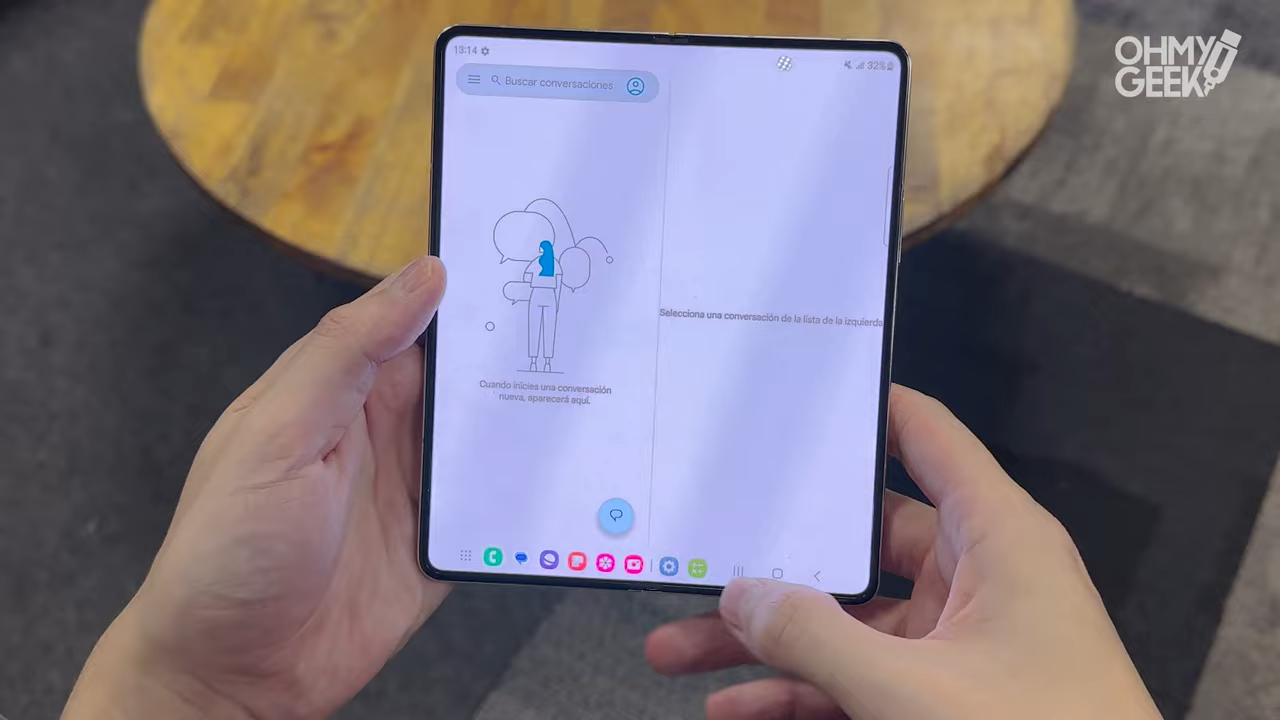 OHMY
GEEK
13:14
32%
Buscar conversaciones
Selecciona una conversación de la lista de la izquierda
Cuando inicies una conversación
nueva, aparecerá aquí.